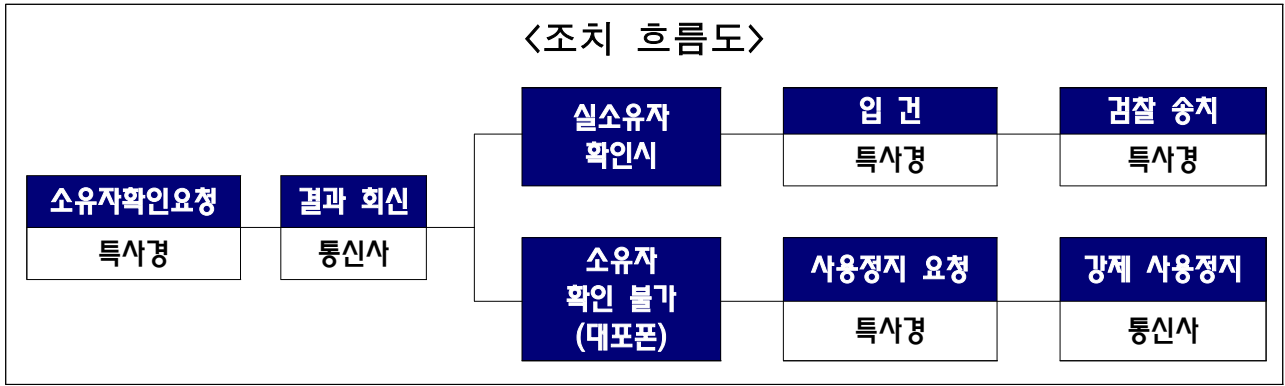 <조치 흐름도>
소유자확인요청
특사경
결과 회신
통신사
실소유자
확인시
입 건
특사경
검찰 송치
특사경
소유자
확인 불가
(대포폰)
사용정지 요청
특사경
강제 사용정지
통신사